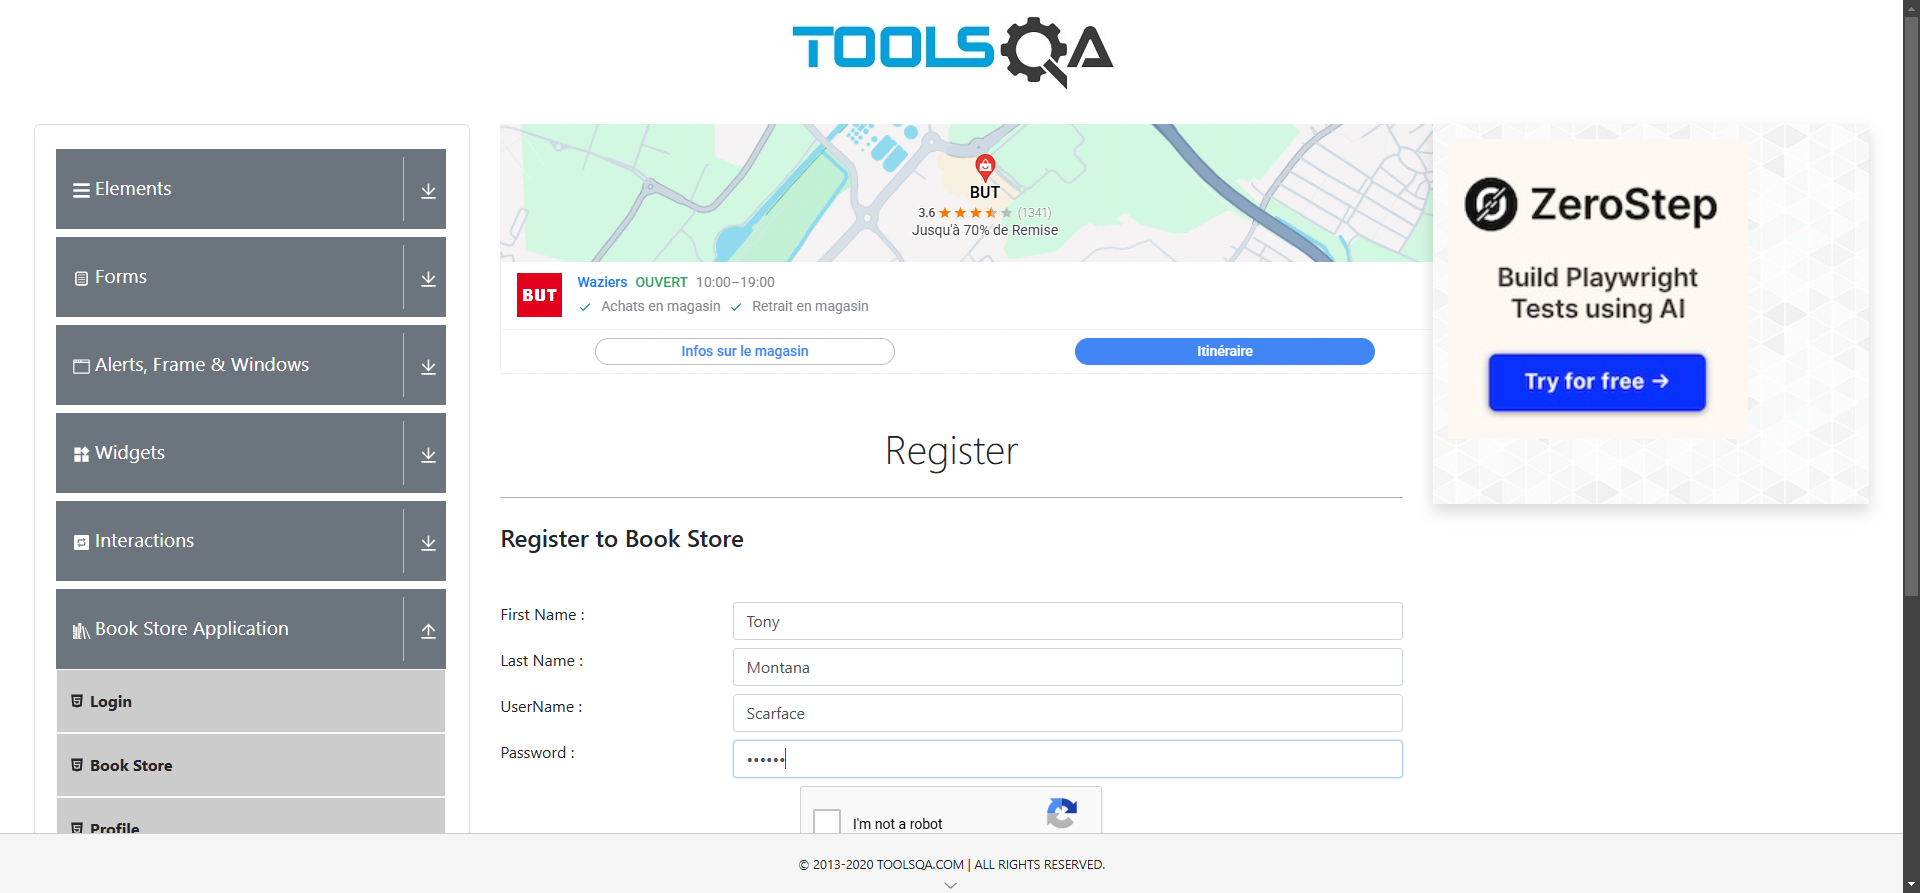 TOOLSQA
Elements
Forms
Alerts, Frame & Windows
Widgets
Interactions
Book Store Application
Login
Book Store
Profile
BUT
3.6 (1341)
Jusqu'à 70% de Remise
BUT
Waziers OUVERT 10:00–19:00
Achats en magasin Retrait en magasin
Infos sur le magasin
Itinéraire
ZeroStep
Build Playwright
Tests using AI
Try for free →
Register
Register to Book Store
First Name :
Tony
Last Name :
Montana
UserName :
Scarface
Password :
••••••
I'm not a robot
© 2013-2020 TOOLSQA.COM | ALL RIGHTS RESERVED.